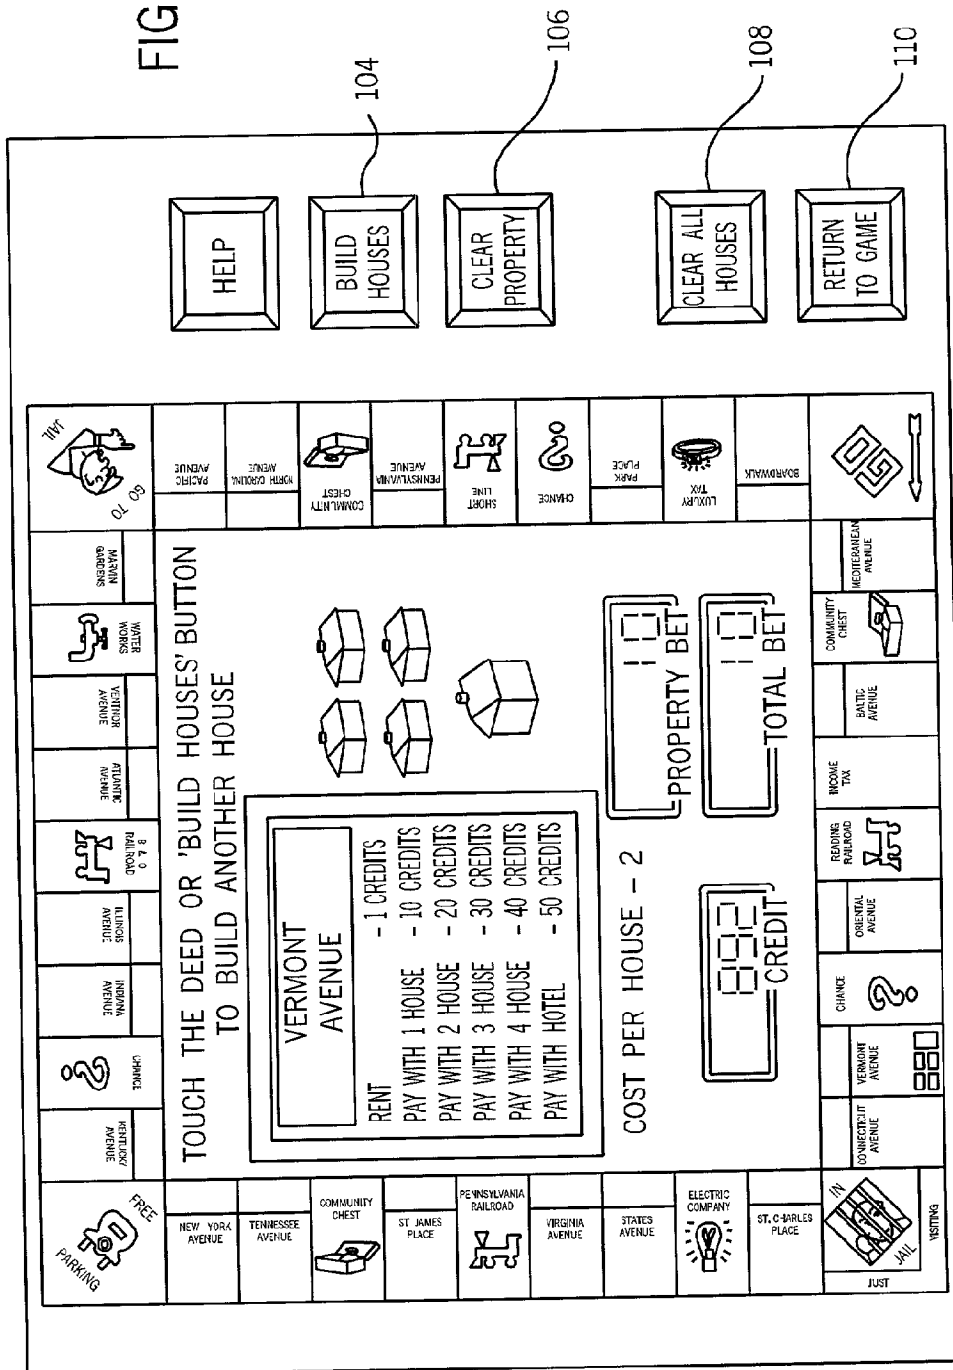 FIG
TOUCH THE DEED OR 'BUILD HOUSES' BUTTON
TO BUILD ANOTHER HOUSE
VERMONT
AVENUE
RENT - 1 CREDITS
PAY WITH 1 HOUSE - 10 CREDITS
PAY WITH 2 HOUSE - 20 CREDITS
PAY WITH 3 HOUSE - 30 CREDITS
PAY WITH 4 HOUSE - 40 CREDITS
PAY WITH HOTEL - 50 CREDITS
COST PER HOUSE - 2
892
CREDIT
10
PROPERTY BET
10
TOTAL BET
FREE
PARKING
KENTUCKY
AVENUE
CHANCE
INDIANA
AVENUE
ILLINOIS
AVENUE
B & O
RAILROAD
ATLANTIC
AVENUE
VENTNOR
AVENUE
WATER
WORKS
MARVIN
GARDENS
GO TO
JAIL
PACIFIC
AVENUE
NORTH CAROLINA
AVENUE
COMMUNITY
CHEST
PENNSYLVANIA
AVENUE
SHORT
LINE
CHANCE
PARK
PLACE
LUXURY
TAX
BOARDWALK
GO
MEDITERANEAN
AVENUE
COMMUNITY
CHEST
BALTIC
AVENUE
INCOME
TAX
READING
RAILROAD
ORIENTAL
AVENUE
CHANCE
VERMONT
AVENUE
CONNECTICUT
AVENUE
IN
JAIL
JUST
VISITING
ST. CHARLES
PLACE
ELECTRIC
COMPANY
STATES
AVENUE
VIRGINIA
AVENUE
PENNSYLVANIA
RAILROAD
ST JAMES
PLACE
COMMUNITY
CHEST
TENNESSEE
AVENUE
NEW YORK
AVENUE
HELP
BUILD
HOUSES
104
CLEAR
PROPERTY
106
CLEAR ALL
HOUSES
108
RETURN
TO GAME
110